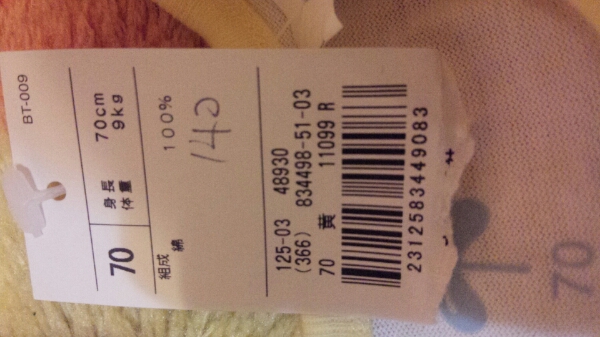 BT-009
70
身長 70cm
体重 9kg
組成
綿 100%
140
125-03 48930
(366) 834498-51-03
70 黄 11099 R
2312583449083
70